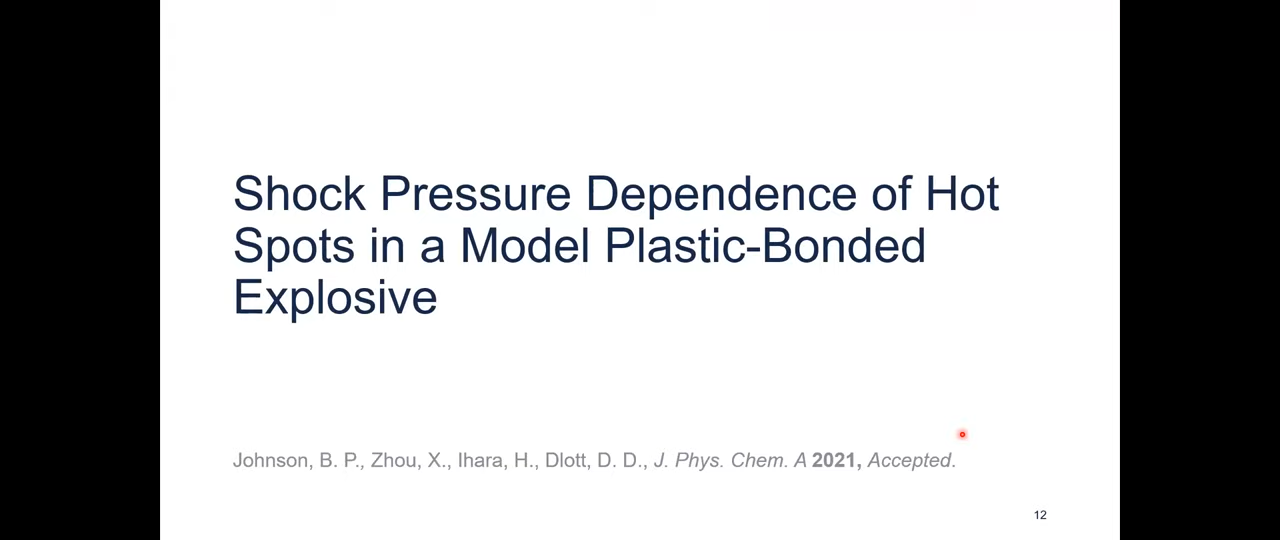 Shock Pressure Dependence of Hot
Spots in a Model Plastic-Bonded
Explosive
Johnson, B. P., Zhou, X., Ihara, H., Dlott, D. D., J. Phys. Chem. A 2021, Accepted.
12